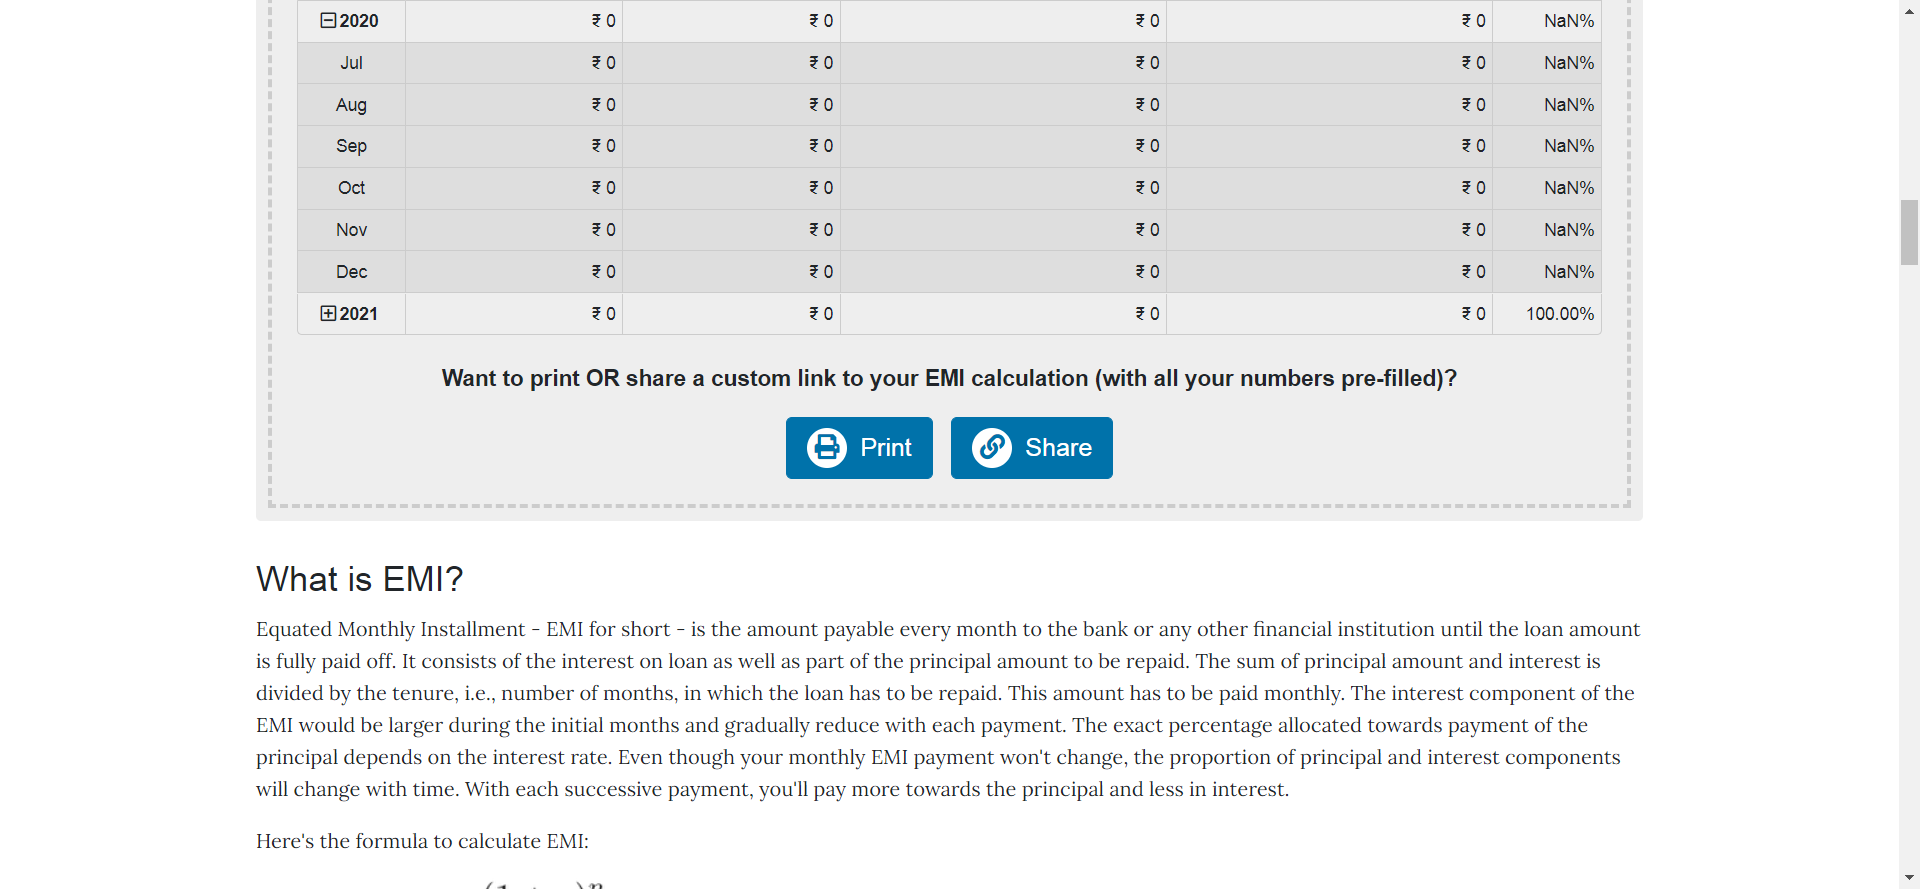 2020 ₹ 0 ₹ 0 ₹ 0 ₹ 0 NaN%
Jul ₹ 0 ₹ 0 ₹ 0 ₹ 0 NaN%
Aug ₹ 0 ₹ 0 ₹ 0 ₹ 0 NaN%
Sep ₹ 0 ₹ 0 ₹ 0 ₹ 0 NaN%
Oct ₹ 0 ₹ 0 ₹ 0 ₹ 0 NaN%
Nov ₹ 0 ₹ 0 ₹ 0 ₹ 0 NaN%
Dec ₹ 0 ₹ 0 ₹ 0 ₹ 0 NaN%
2021 ₹ 0 ₹ 0 ₹ 0 ₹ 0 100.00%
Want to print OR share a custom link to your EMI calculation (with all your numbers pre-filled)?
Print Share
What is EMI?
Equated Monthly Installment - EMI for short - is the amount payable every month to the bank or any other financial institution until the loan amount
is fully paid off. It consists of the interest on loan as well as part of the principal amount to be repaid. The sum of principal amount and interest is
divided by the tenure, i.e., number of months, in which the loan has to be repaid. This amount has to be paid monthly. The interest component of the
EMI would be larger during the initial months and gradually reduce with each payment. The exact percentage allocated towards payment of the
principal depends on the interest rate. Even though your monthly EMI payment won't change, the proportion of principal and interest components
will change with time. With each successive payment, you'll pay more towards the principal and less in interest.
Here's the formula to calculate EMI: